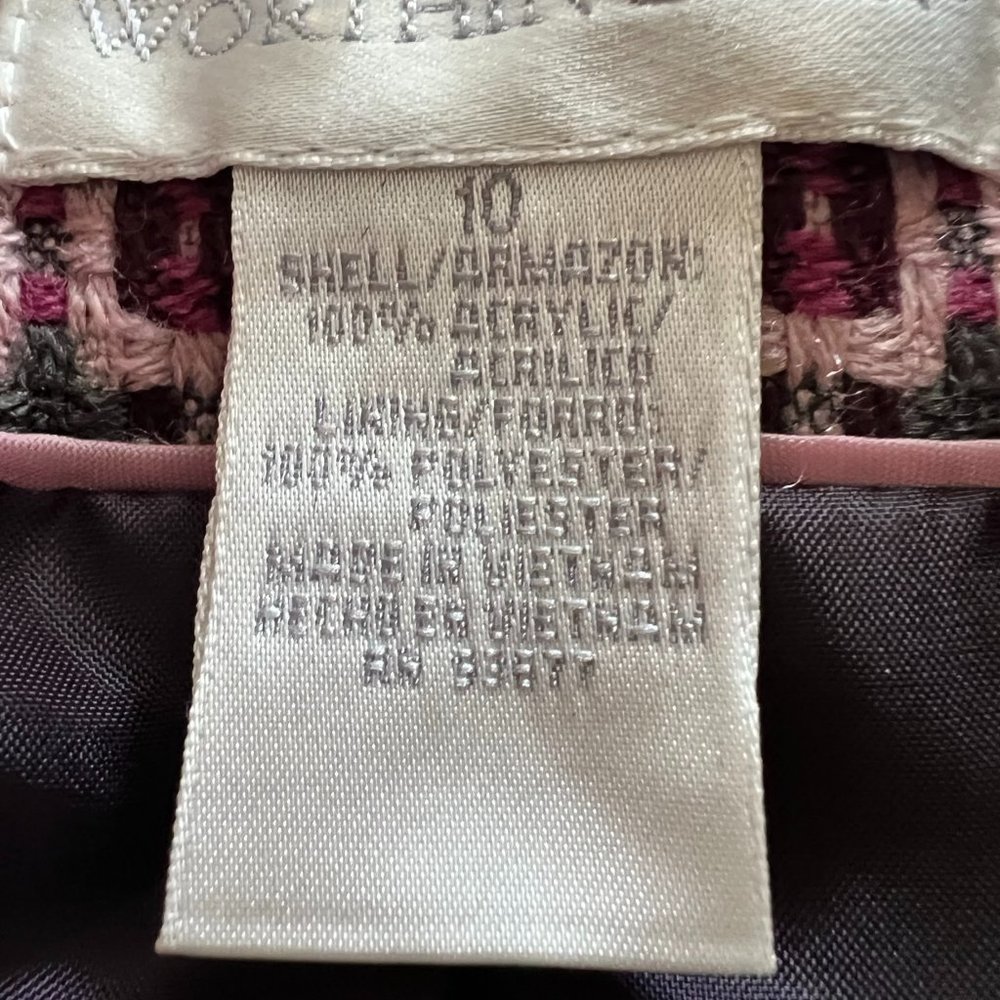 10
SHELL/ARMAZON:
100% ACRYLIC/
ACRILICO
LINING/FORRO:
100% POLYESTER/
POLIESTER
MADE IN VIETNAM
HECHO EN VIETNAM